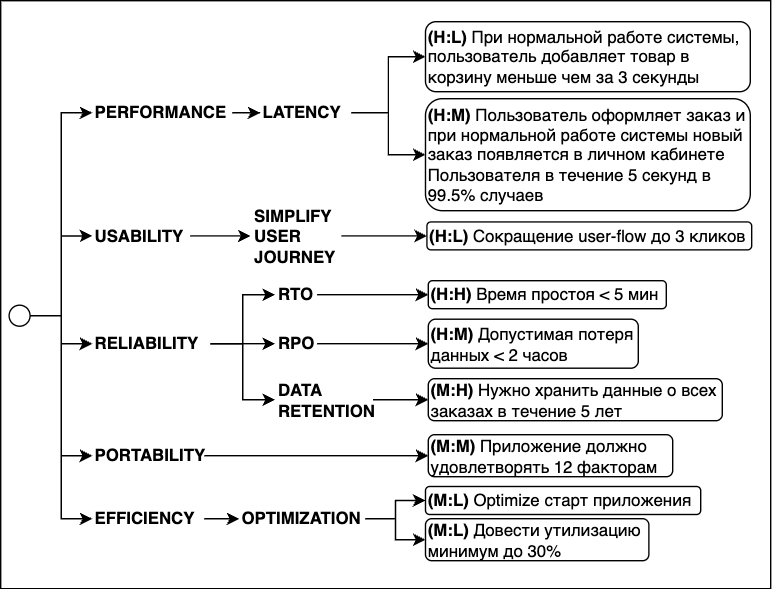 (H:L) При нормальной работе системы,
пользователь добавляет товар в
корзину меньше чем за 3 секунды
PERFORMANCE
LATENCY
(H:M) Пользователь оформляет заказ и
при нормальной работе системы новый
заказ появляется в личном кабинете
Пользователя в течение 5 секунд в
99.5% случаев
USABILITY
SIMPLIFY
USER
JOURNEY
(H:L) Сокращение user-flow до 3 кликов
RELIABILITY
RTO
(H:H) Время простоя < 5 мин
RPO
(H:M) Допустимая потеря
данных < 2 часов
DATA
RETENTION
(M:H) Нужно хранить данные о всех
заказах в течение 5 лет
PORTABILITY
(M:M) Приложение должно
удовлетворять 12 факторам
EFFICIENCY
OPTIMIZATION
(M:L) Optimize старт приложения
(M:L) Довести утилизацию
минимум до 30%